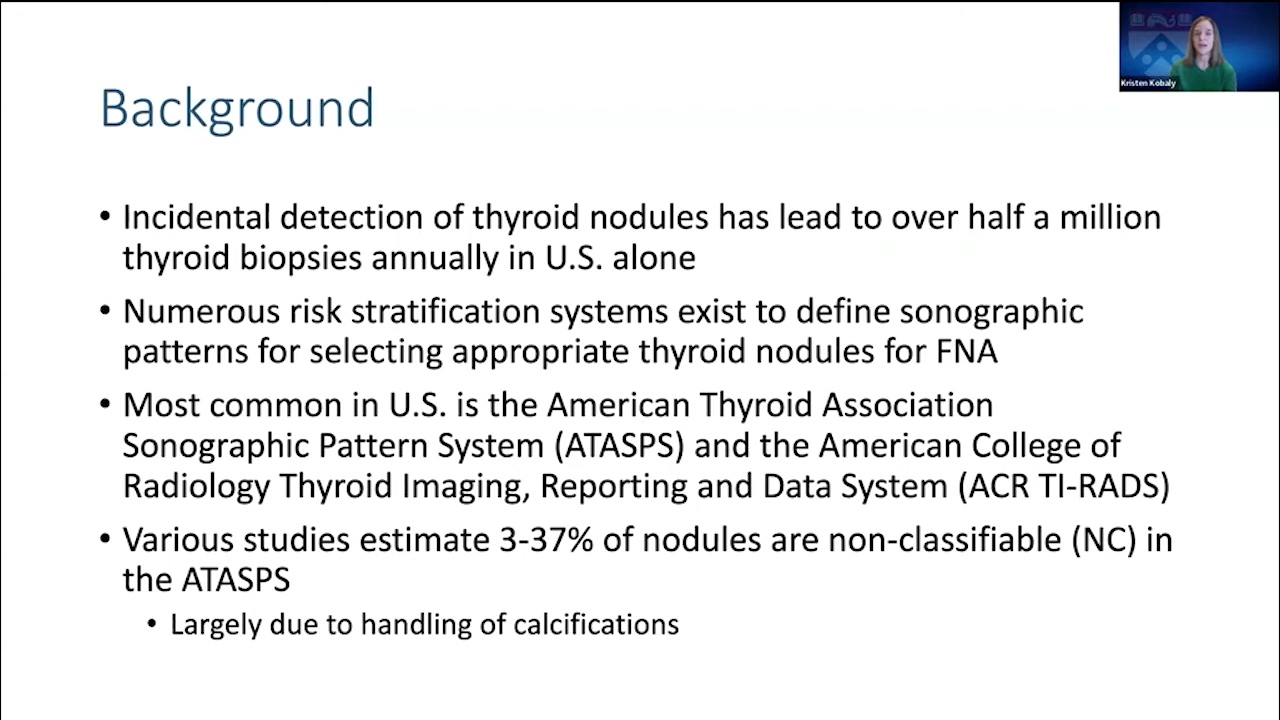 Kristen Kobaly
Background
• Incidental detection of thyroid nodules has lead to over half a million
thyroid biopsies annually in U.S. alone
• Numerous risk stratification systems exist to define sonographic
patterns for selecting appropriate thyroid nodules for FNA
• Most common in U.S. is the American Thyroid Association
Sonographic Pattern System (ATASPS) and the American College of
Radiology Thyroid Imaging, Reporting and Data System (ACR TI-RADS)
• Various studies estimate 3-37% of nodules are non-classifiable (NC) in
the ATASPS
• Largely due to handling of calcifications